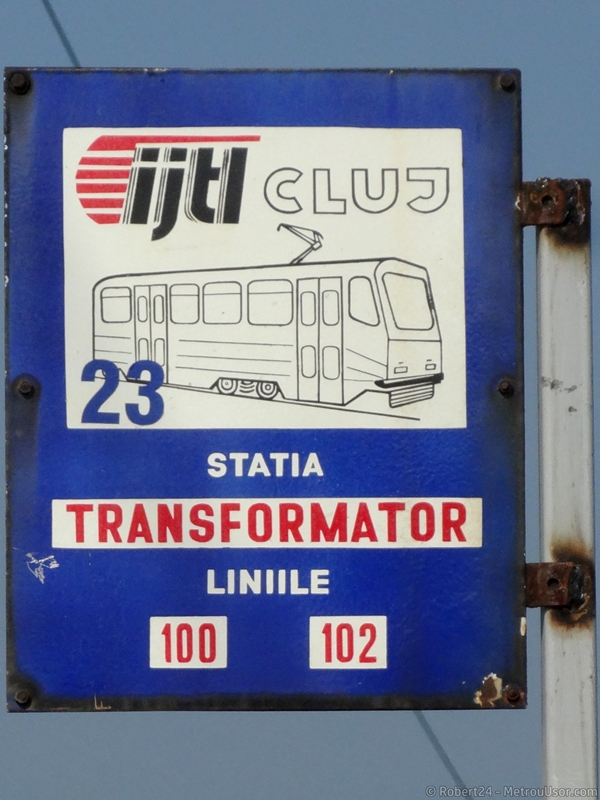 ijtl CLUJ
23
STATIA
TRANSFORMATOR
LINIILE
100 102
© Robert24 - MetrouUsor.com